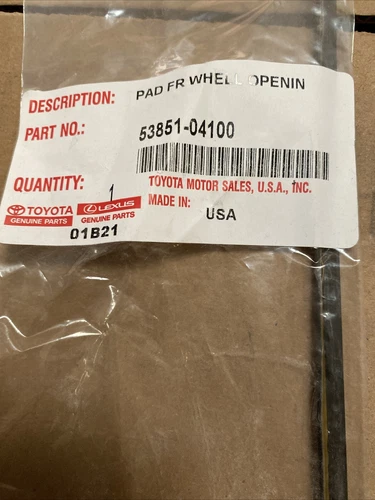 DESCRIPTION: PAD FR WHELL OPENIN
PART NO.: 53851-04100
QUANTITY: 1
TOYOTA MOTOR SALES, U.S.A., INC.
MADE IN: USA
TOYOTA
GENUINE PARTS
LEXUS
GENUINE PARTS
01B21